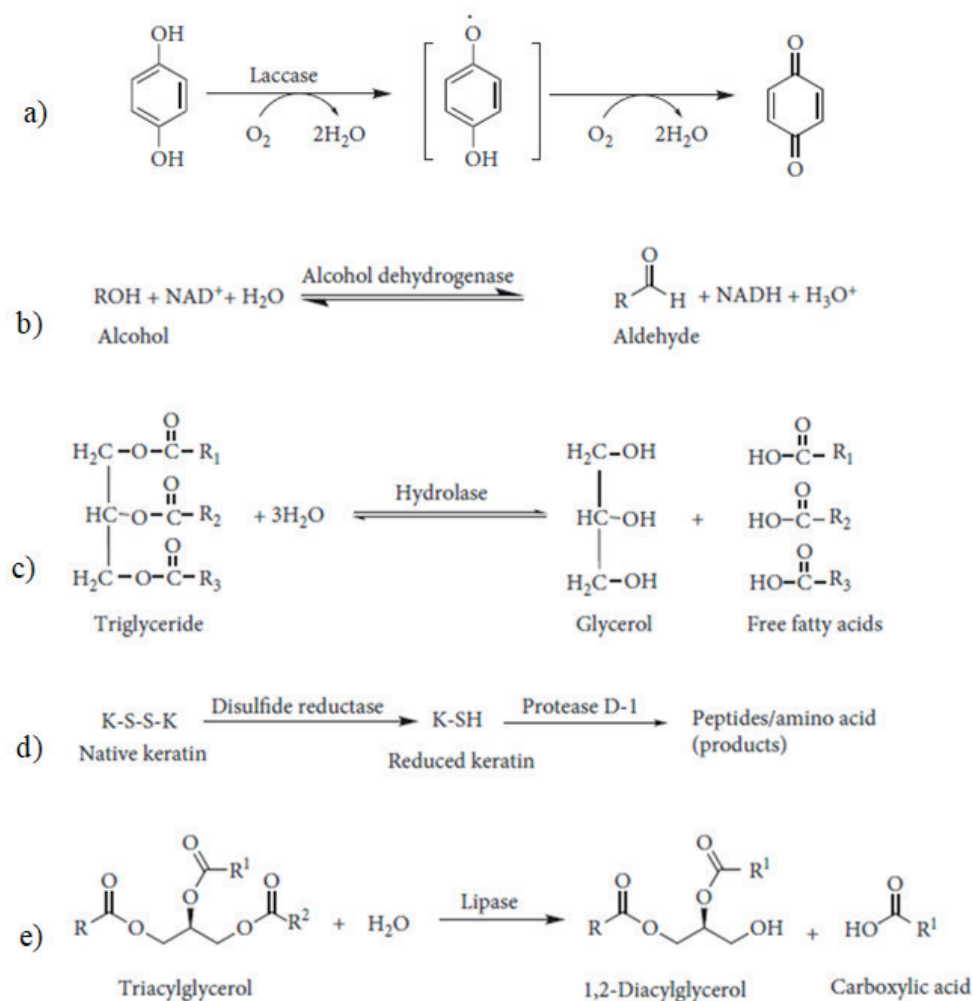 a)
OH
OH
Laccase
O₂ 2H₂O
Ȯ
OH
O₂ 2H₂O
O
O
b)
ROH + NAD⁺ + H₂O
Alcohol
Alcohol dehydrogenase
O
R H + NADH + H₃O⁺
Aldehyde
c)
O
H₂C–O–C–R₁
O
HC–O–C–R₂ + 3H₂O
O
H₂C–O–C–R₃
Triglyceride
Hydrolase
H₂C–OH
HC–OH +
H₂C–OH
Glycerol
O
HO–C–R₁
O
HO–C–R₂
O
HO–C–R₃
Free fatty acids
d)
K-S-S-K
Native keratin
Disulfide reductase
K-SH
Reduced keratin
Protease D-1
Peptides/amino acid
(products)
e)
O
R¹
O O O
R O O R² + H₂O
Triacylglycerol
Lipase
O
R¹
O O
R O OH +
1,2-Diacylglycerol
O
HO R¹
Carboxylic acid